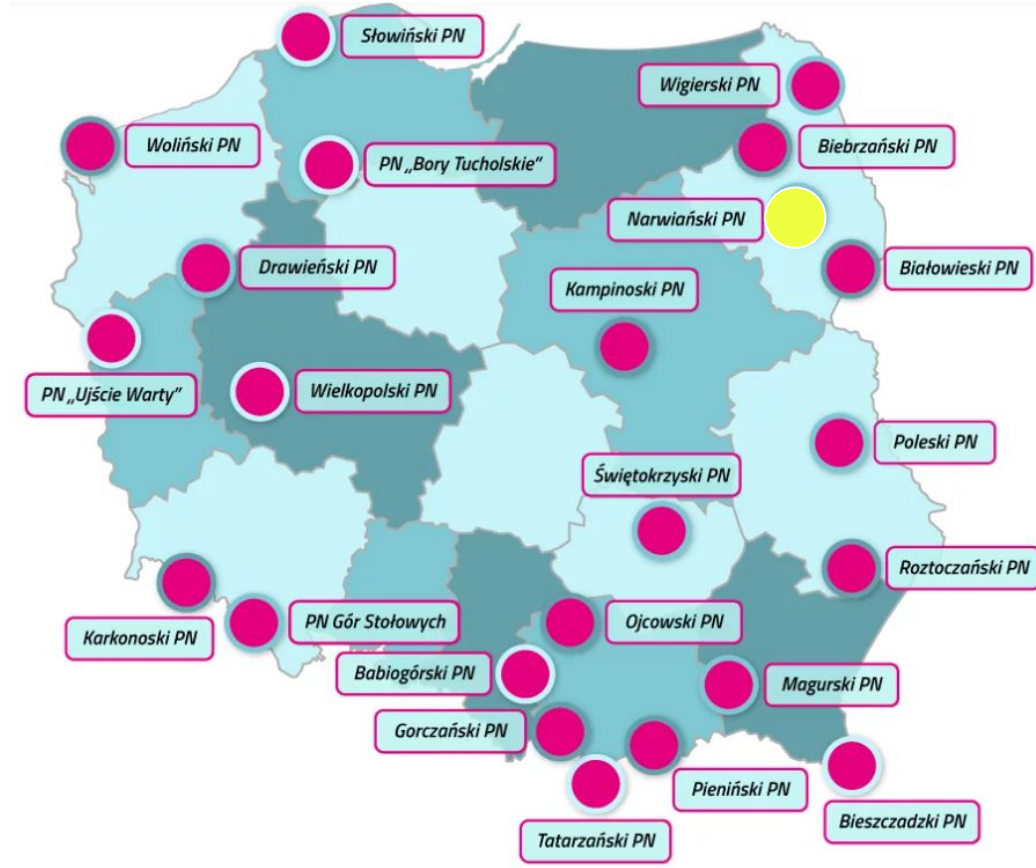 Słowiński PN
Wigierski PN
Woliński PN
PN „Bory Tucholskie”
Biebrzański PN
Narwiański PN
Drawieński PN
Białowieski PN
Kampinoski PN
PN „Ujście Warty”
Wielkopolski PN
Poleski PN
Świętokrzyski PN
Roztoczański PN
Karkonoski PN
PN Gór Stołowych
Ojcowski PN
Babiogórski PN
Magurski PN
Gorczański PN
Pieniński PN
Bieszczadzki PN
Tatarzański PN